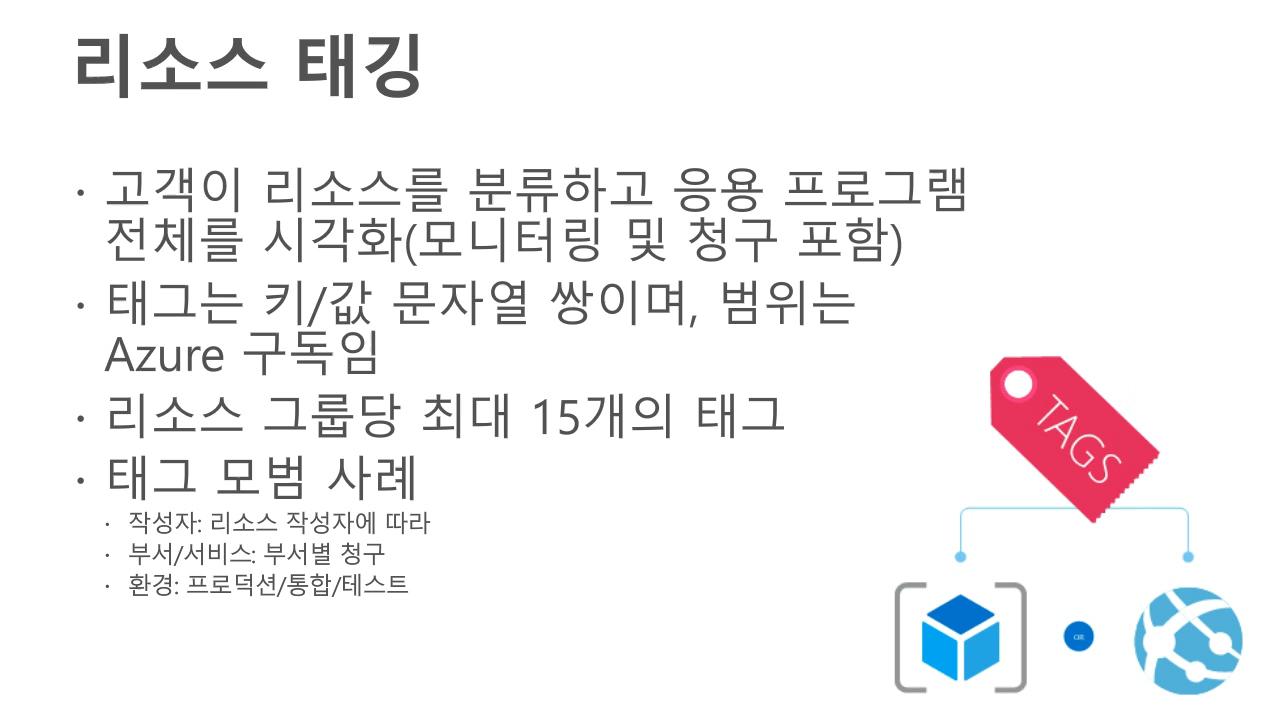 리소스 태깅
· 고객이 리소스를 분류하고 응용 프로그램
전체를 시각화(모니터링 및 청구 포함)
· 태그는 키/값 문자열 쌍이며, 범위는
Azure 구독임
· 리소스 그룹당 최대 15개의 태그
· 태그 모범 사례
· 작성자: 리소스 작성자에 따라
· 부서/서비스: 부서별 청구
· 환경: 프로덕션/통합/테스트
TAGS
OR